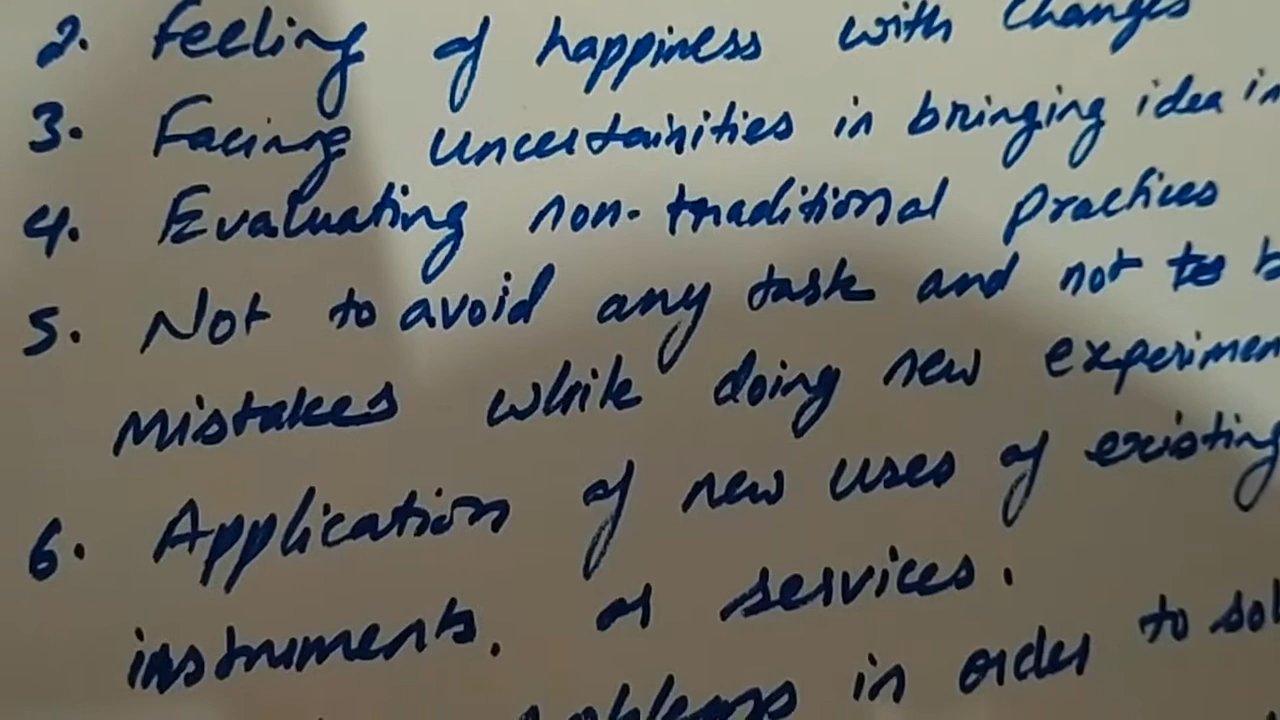 2. Feeling of happiness with changes
3. Facing uncertainities in bringing idea in
4. Evaluating non-traditional practices
5. Not to avoid any task and not to
mistakes while doing new experimen
6. Application of new uses of existing
instruments. or services.
problems in order to sol